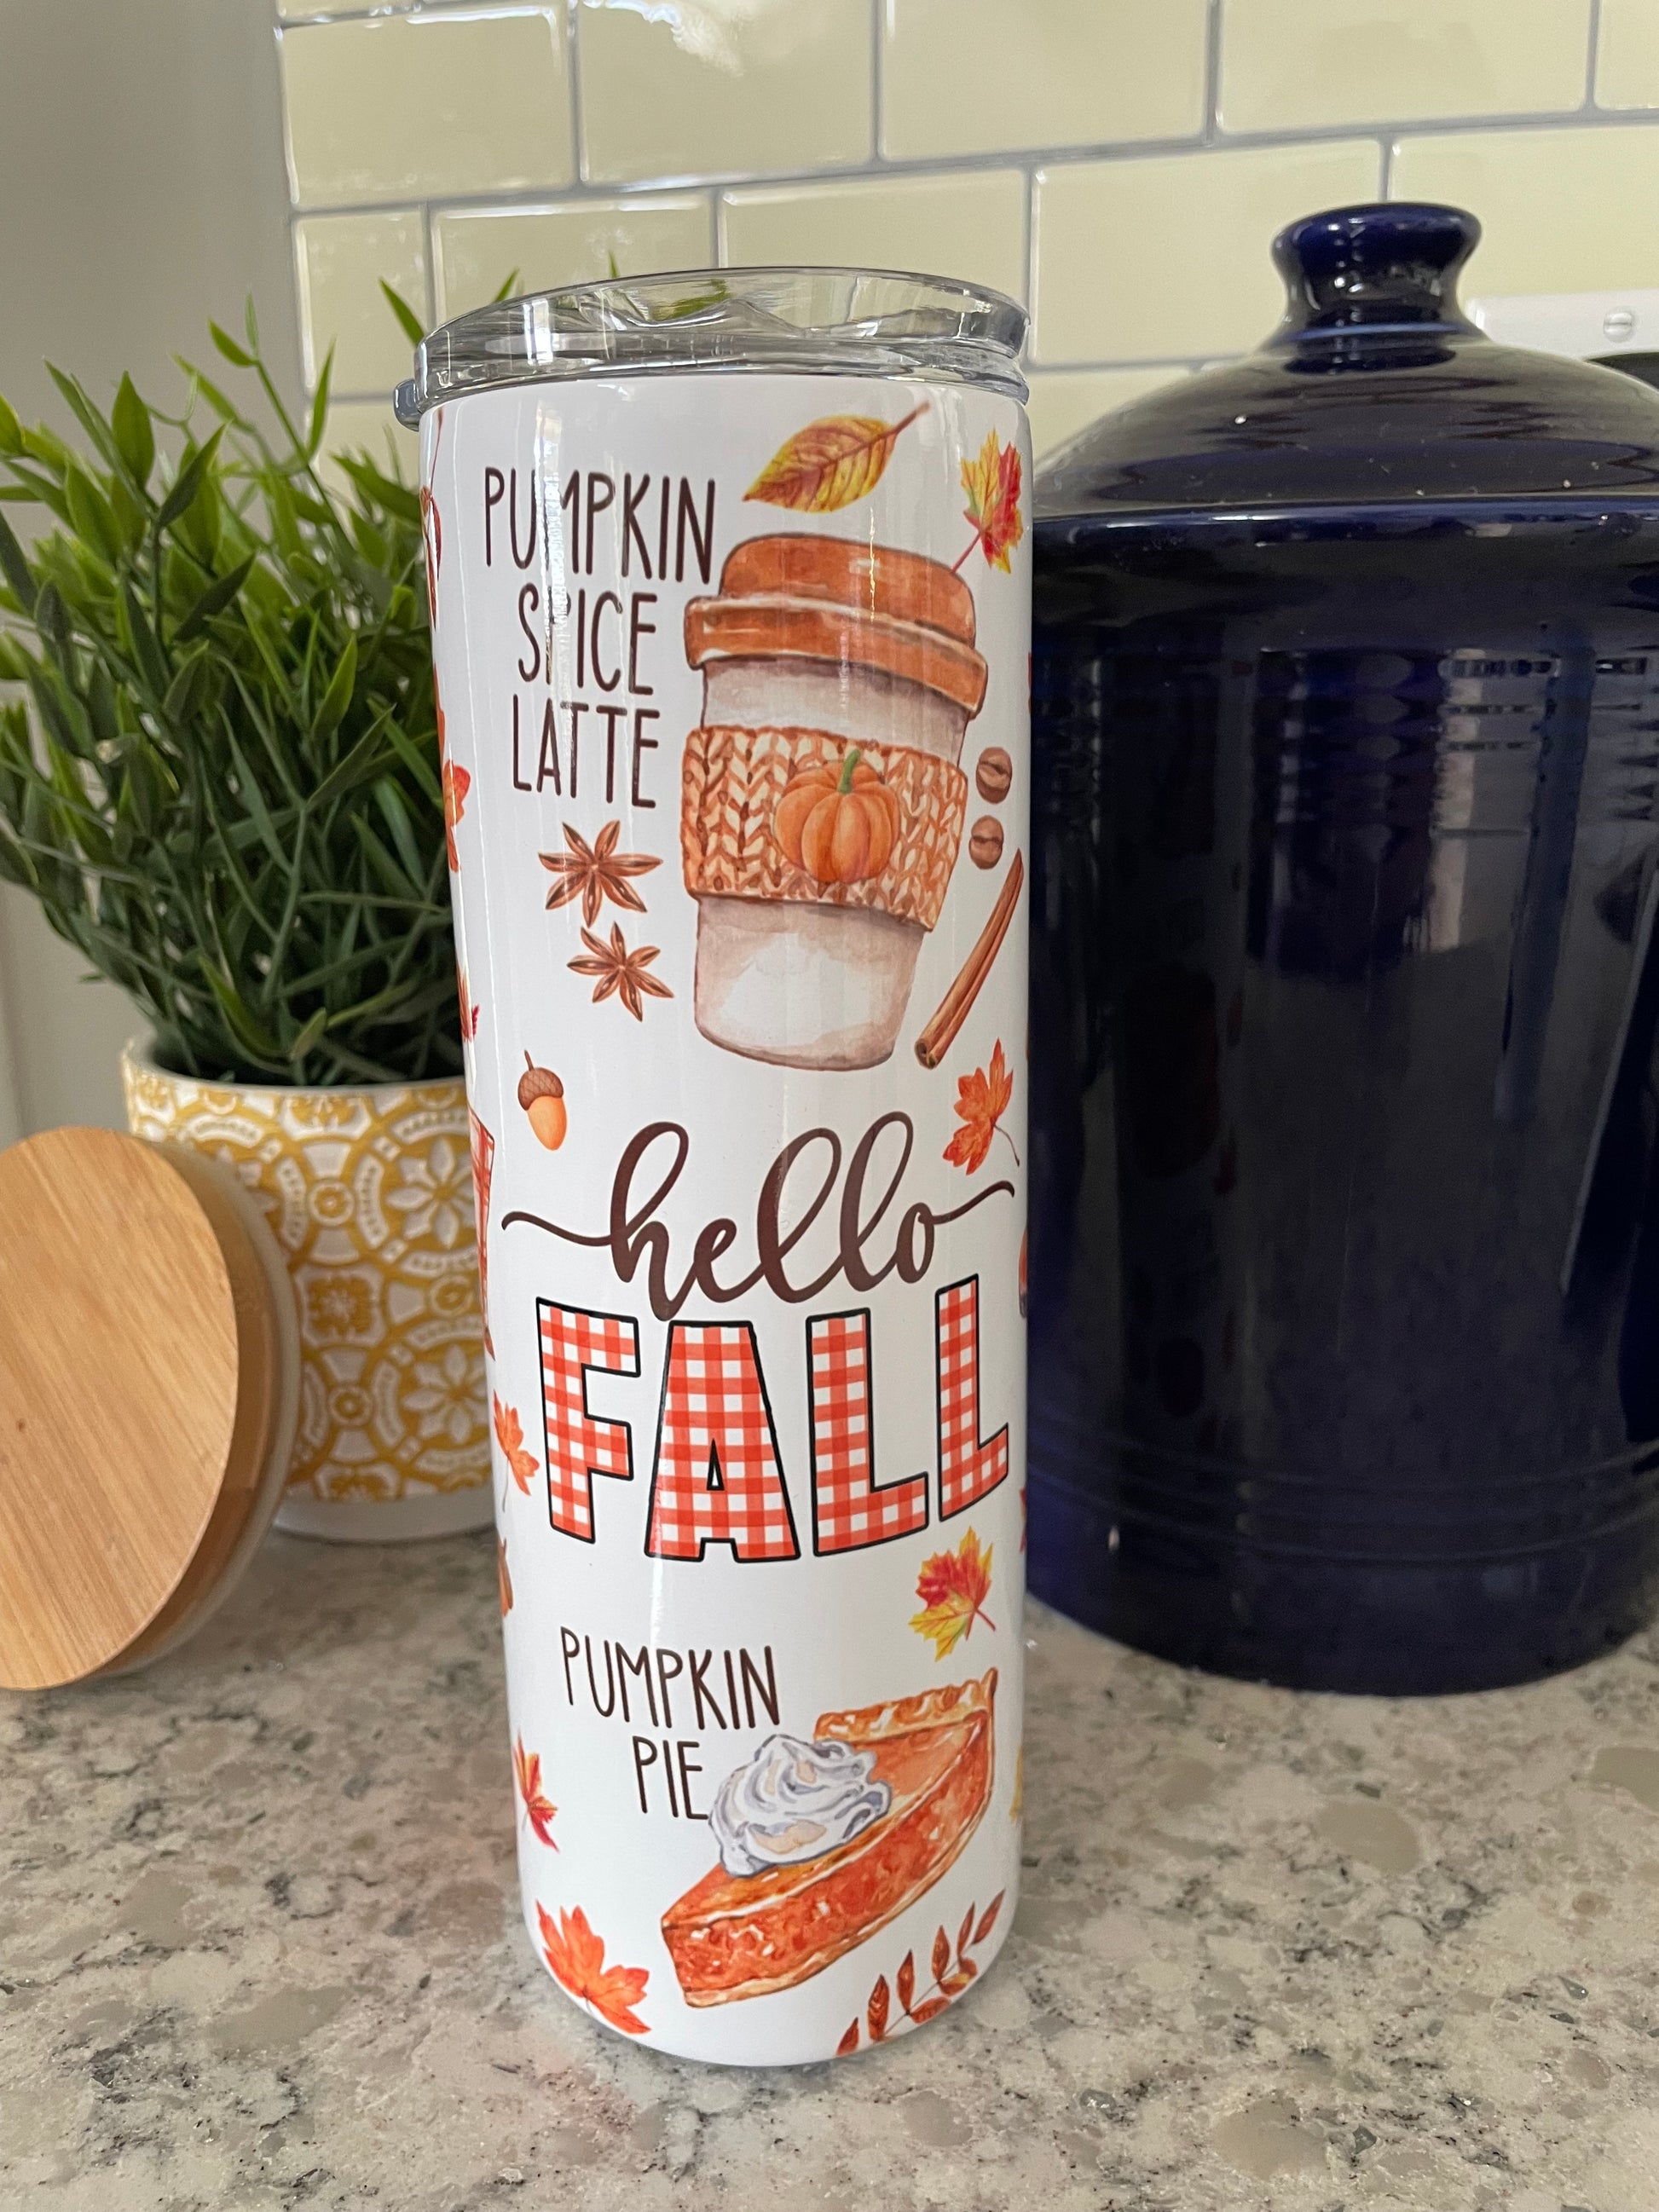 PUMPKIN
SPICE
LATTE
hello
FALL
PUMPKIN
PIE